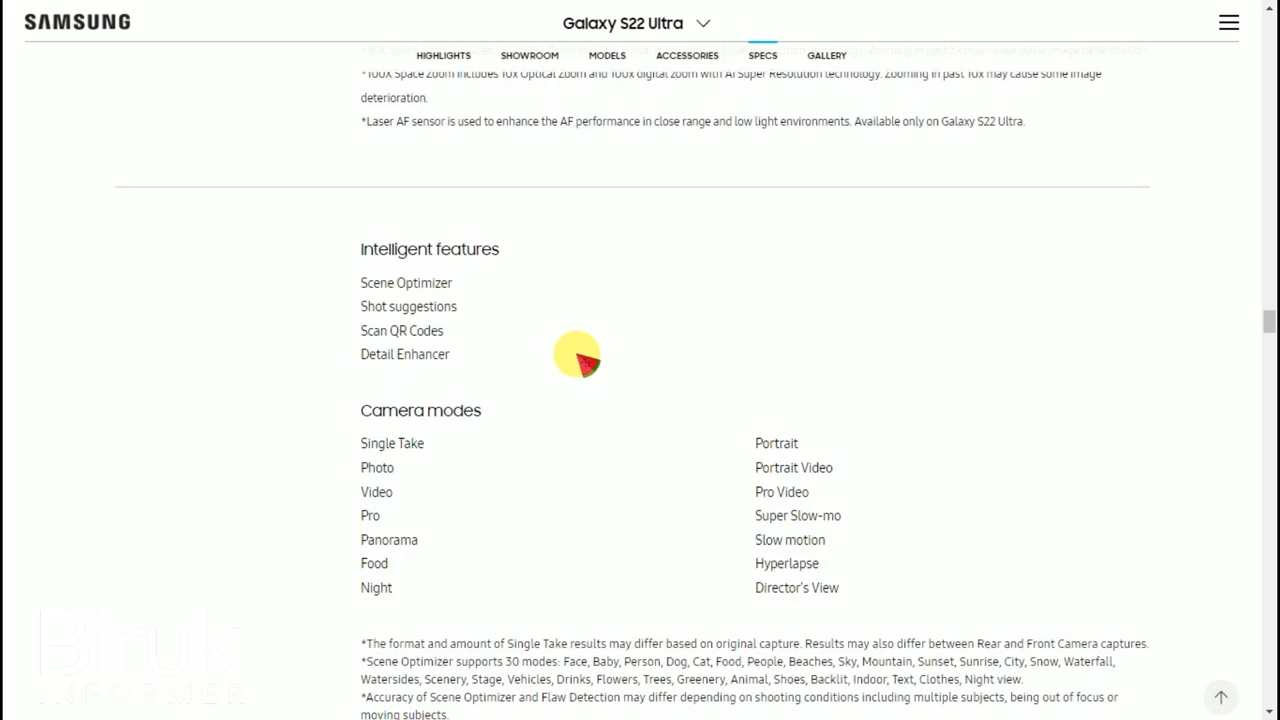 SAMSUNG
Galaxy S22 Ultra
HIGHLIGHTS SHOWROOM MODELS ACCESSORIES SPECS GALLERY
*100X Space Zoom includes 10x Optical Zoom and 100x digital zoom with AI Super Resolution technology. Zooming in past 10x may cause some image
deterioration.
*Laser AF sensor is used to enhance the AF performance in close range and low light environments. Available only on Galaxy S22 Ultra.
Intelligent features
Scene Optimizer
Shot suggestions
Scan QR Codes
Detail Enhancer
Camera modes
Single Take
Photo
Video
Pro
Panorama
Food
Night
Portrait
Portrait Video
Pro Video
Super Slow-mo
Slow motion
Hyperlapse
Director's View
*The format and amount of Single Take results may differ based on original capture. Results may also differ between Rear and Front Camera captures.
*Scene Optimizer supports 30 modes: Face, Baby, Person, Dog, Cat, Food, People, Beaches, Sky, Mountain, Sunset, Sunrise, City, Snow, Waterfall,
Watersides, Scenery, Stage, Vehicles, Drinks, Flowers, Trees, Greenery, Animal, Shoes, Backlit, Indoor, Text, Clothes, Night view.
*Accuracy of Scene Optimizer and Flaw Detection may differ depending on shooting conditions including multiple subjects, being out of focus or
moving subjects.
Biruk
INFORMER